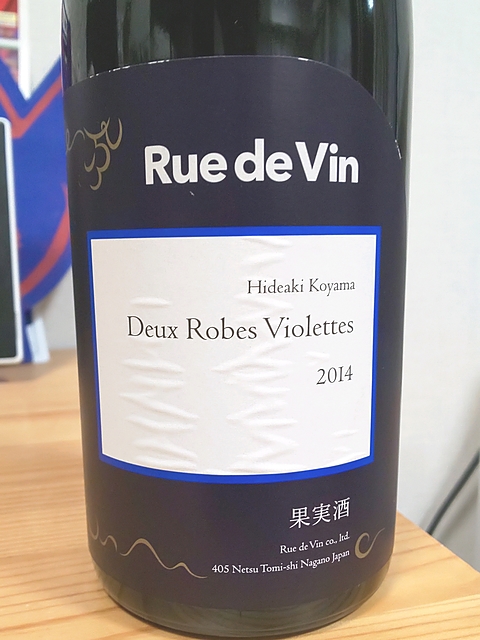 Rue de Vin
Hideaki Koyama
Deux Robes Violettes
2014
果実酒
Rue de Vin co., ltd.
405 Netsu Tomi-shi Nagano Japan